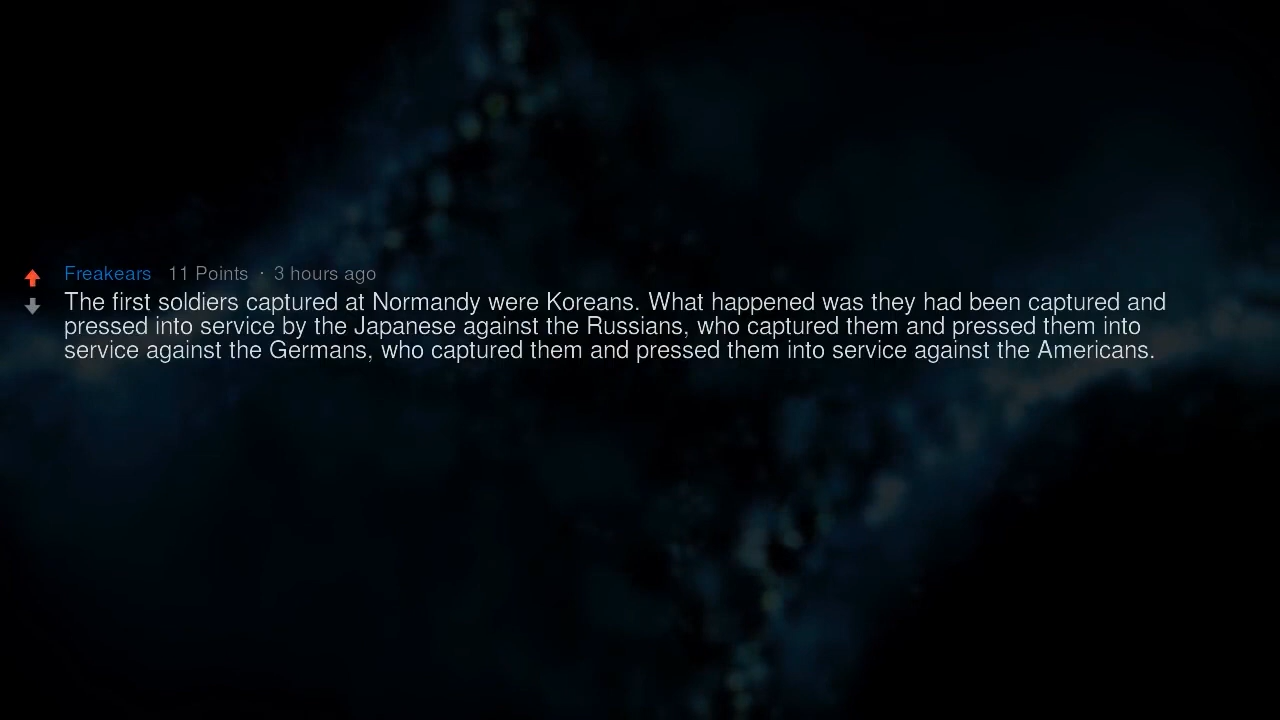 Freakears 11 Points · 3 hours ago
The first soldiers captured at Normandy were Koreans. What happened was they had been captured and
pressed into service by the Japanese against the Russians, who captured them and pressed them into
service against the Germans, who captured them and pressed them into service against the Americans.